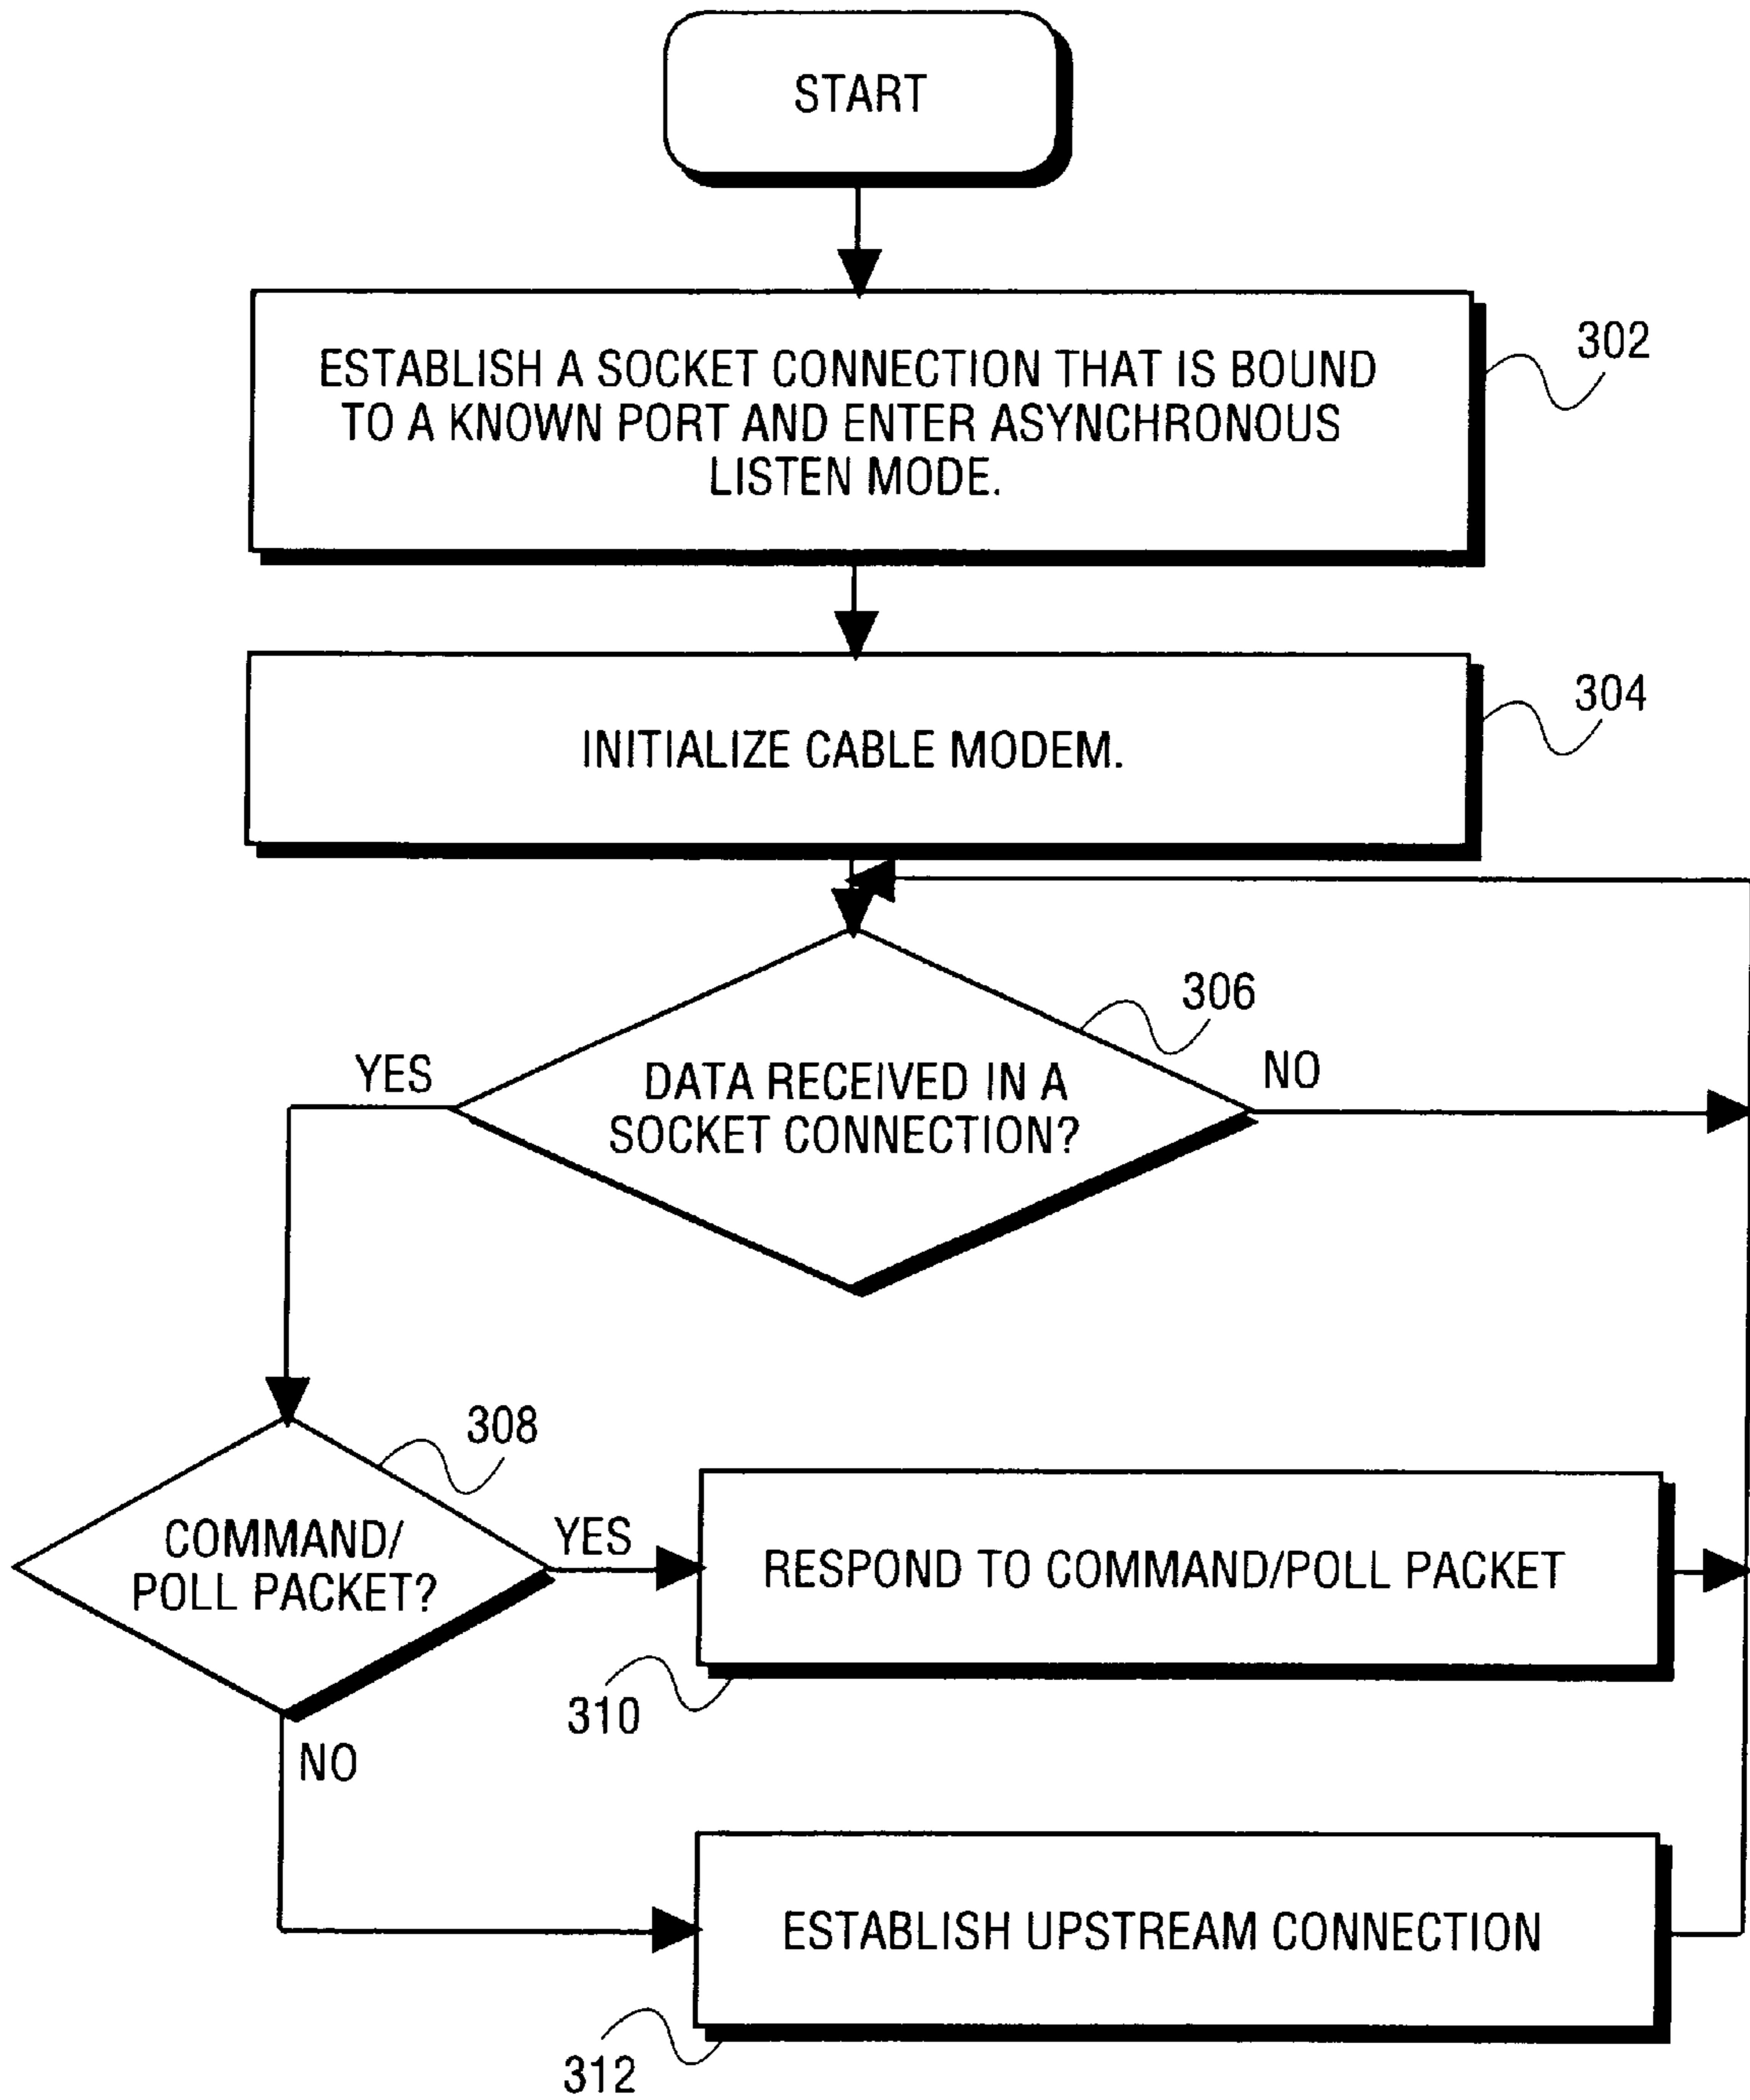 START
ESTABLISH A SOCKET CONNECTION THAT IS BOUND
TO A KNOWN PORT AND ENTER ASYNCHRONOUS
LISTEN MODE.
302
INITIALIZE CABLE MODEM.
304
306
YES
DATA RECEIVED IN A
SOCKET CONNECTION?
NO
308
COMMAND/
POLL PACKET?
YES
RESPOND TO COMMAND/POLL PACKET
310
NO
ESTABLISH UPSTREAM CONNECTION
312